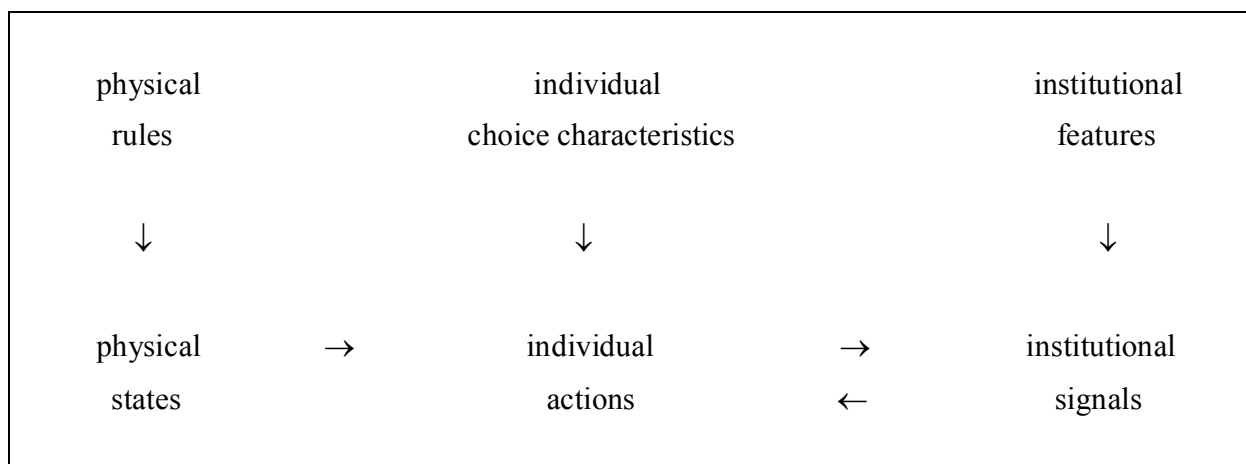 physical individual institutional
rules choice characteristics features
↓ ↓ ↓
physical → individual → institutional
states actions ← signals